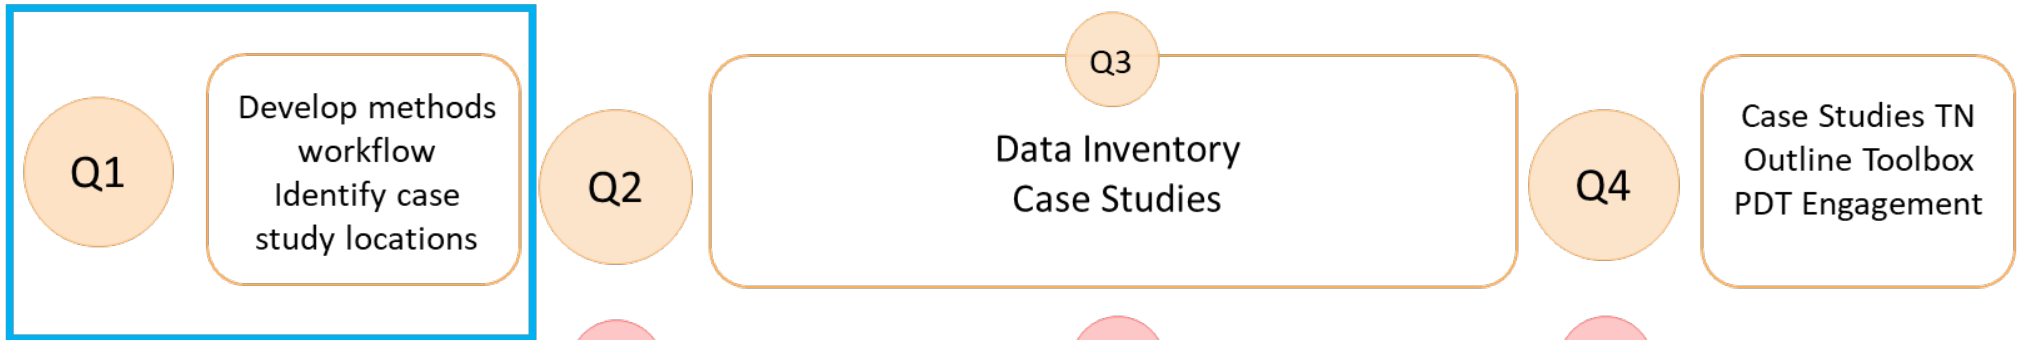 Q1
Develop methods
workflow
Identify case
study locations
Q2
Q3
Data Inventory
Case Studies
Q4
Case Studies TN
Outline Toolbox
PDT Engagement